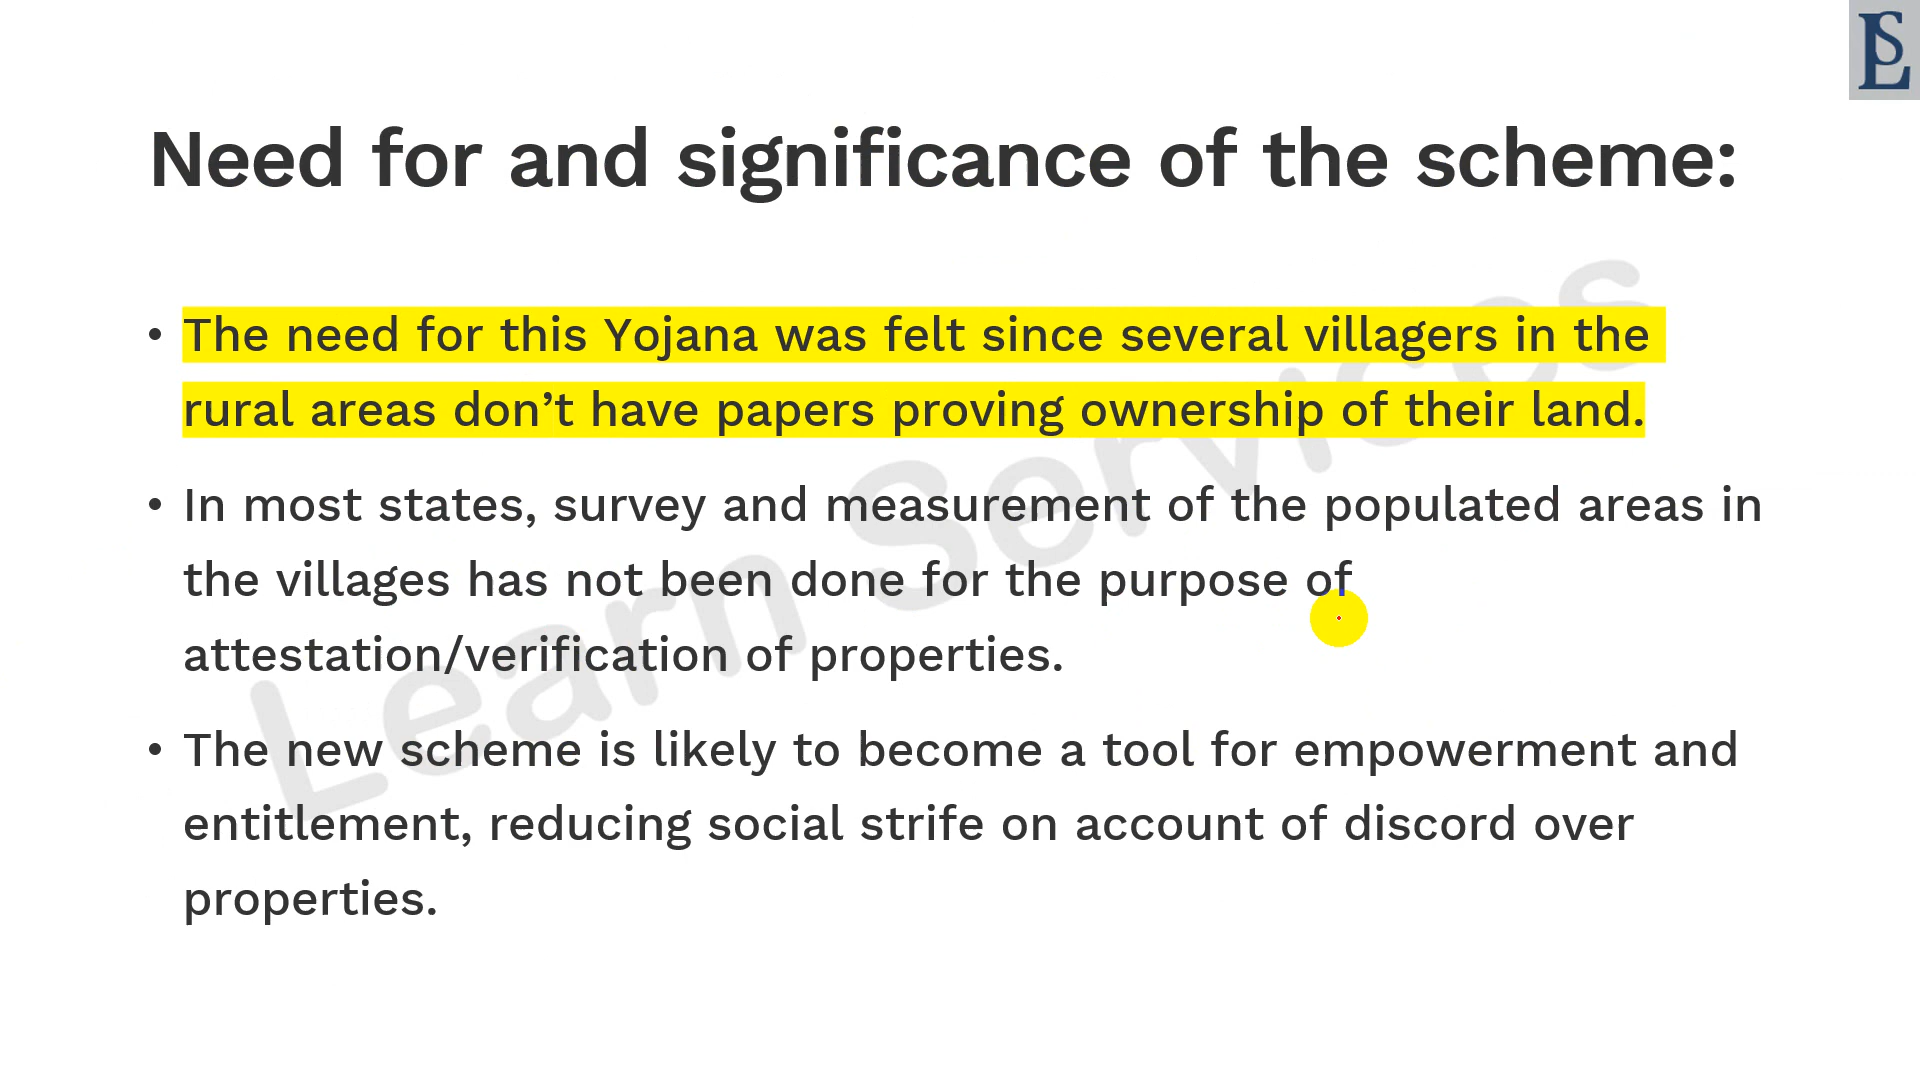 LS
Need for and significance of the scheme:
• The need for this Yojana was felt since several villagers in the
rural areas don’t have papers proving ownership of their land.
• In most states, survey and measurement of the populated areas in
the villages has not been done for the purpose of
attestation/verification of properties.
• The new scheme is likely to become a tool for empowerment and
entitlement, reducing social strife on account of discord over
properties.
Learn Services